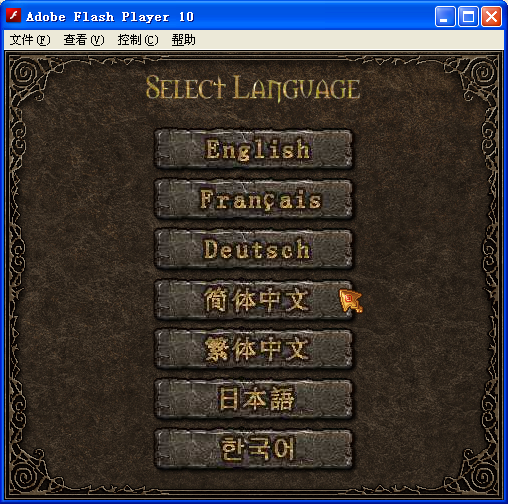 Adobe Flash Player 10
文件(F) 查看(V) 控制(C) 帮助
Select Language
English
Français
Deutsch
简体中文
繁体中文
日本語
한국어